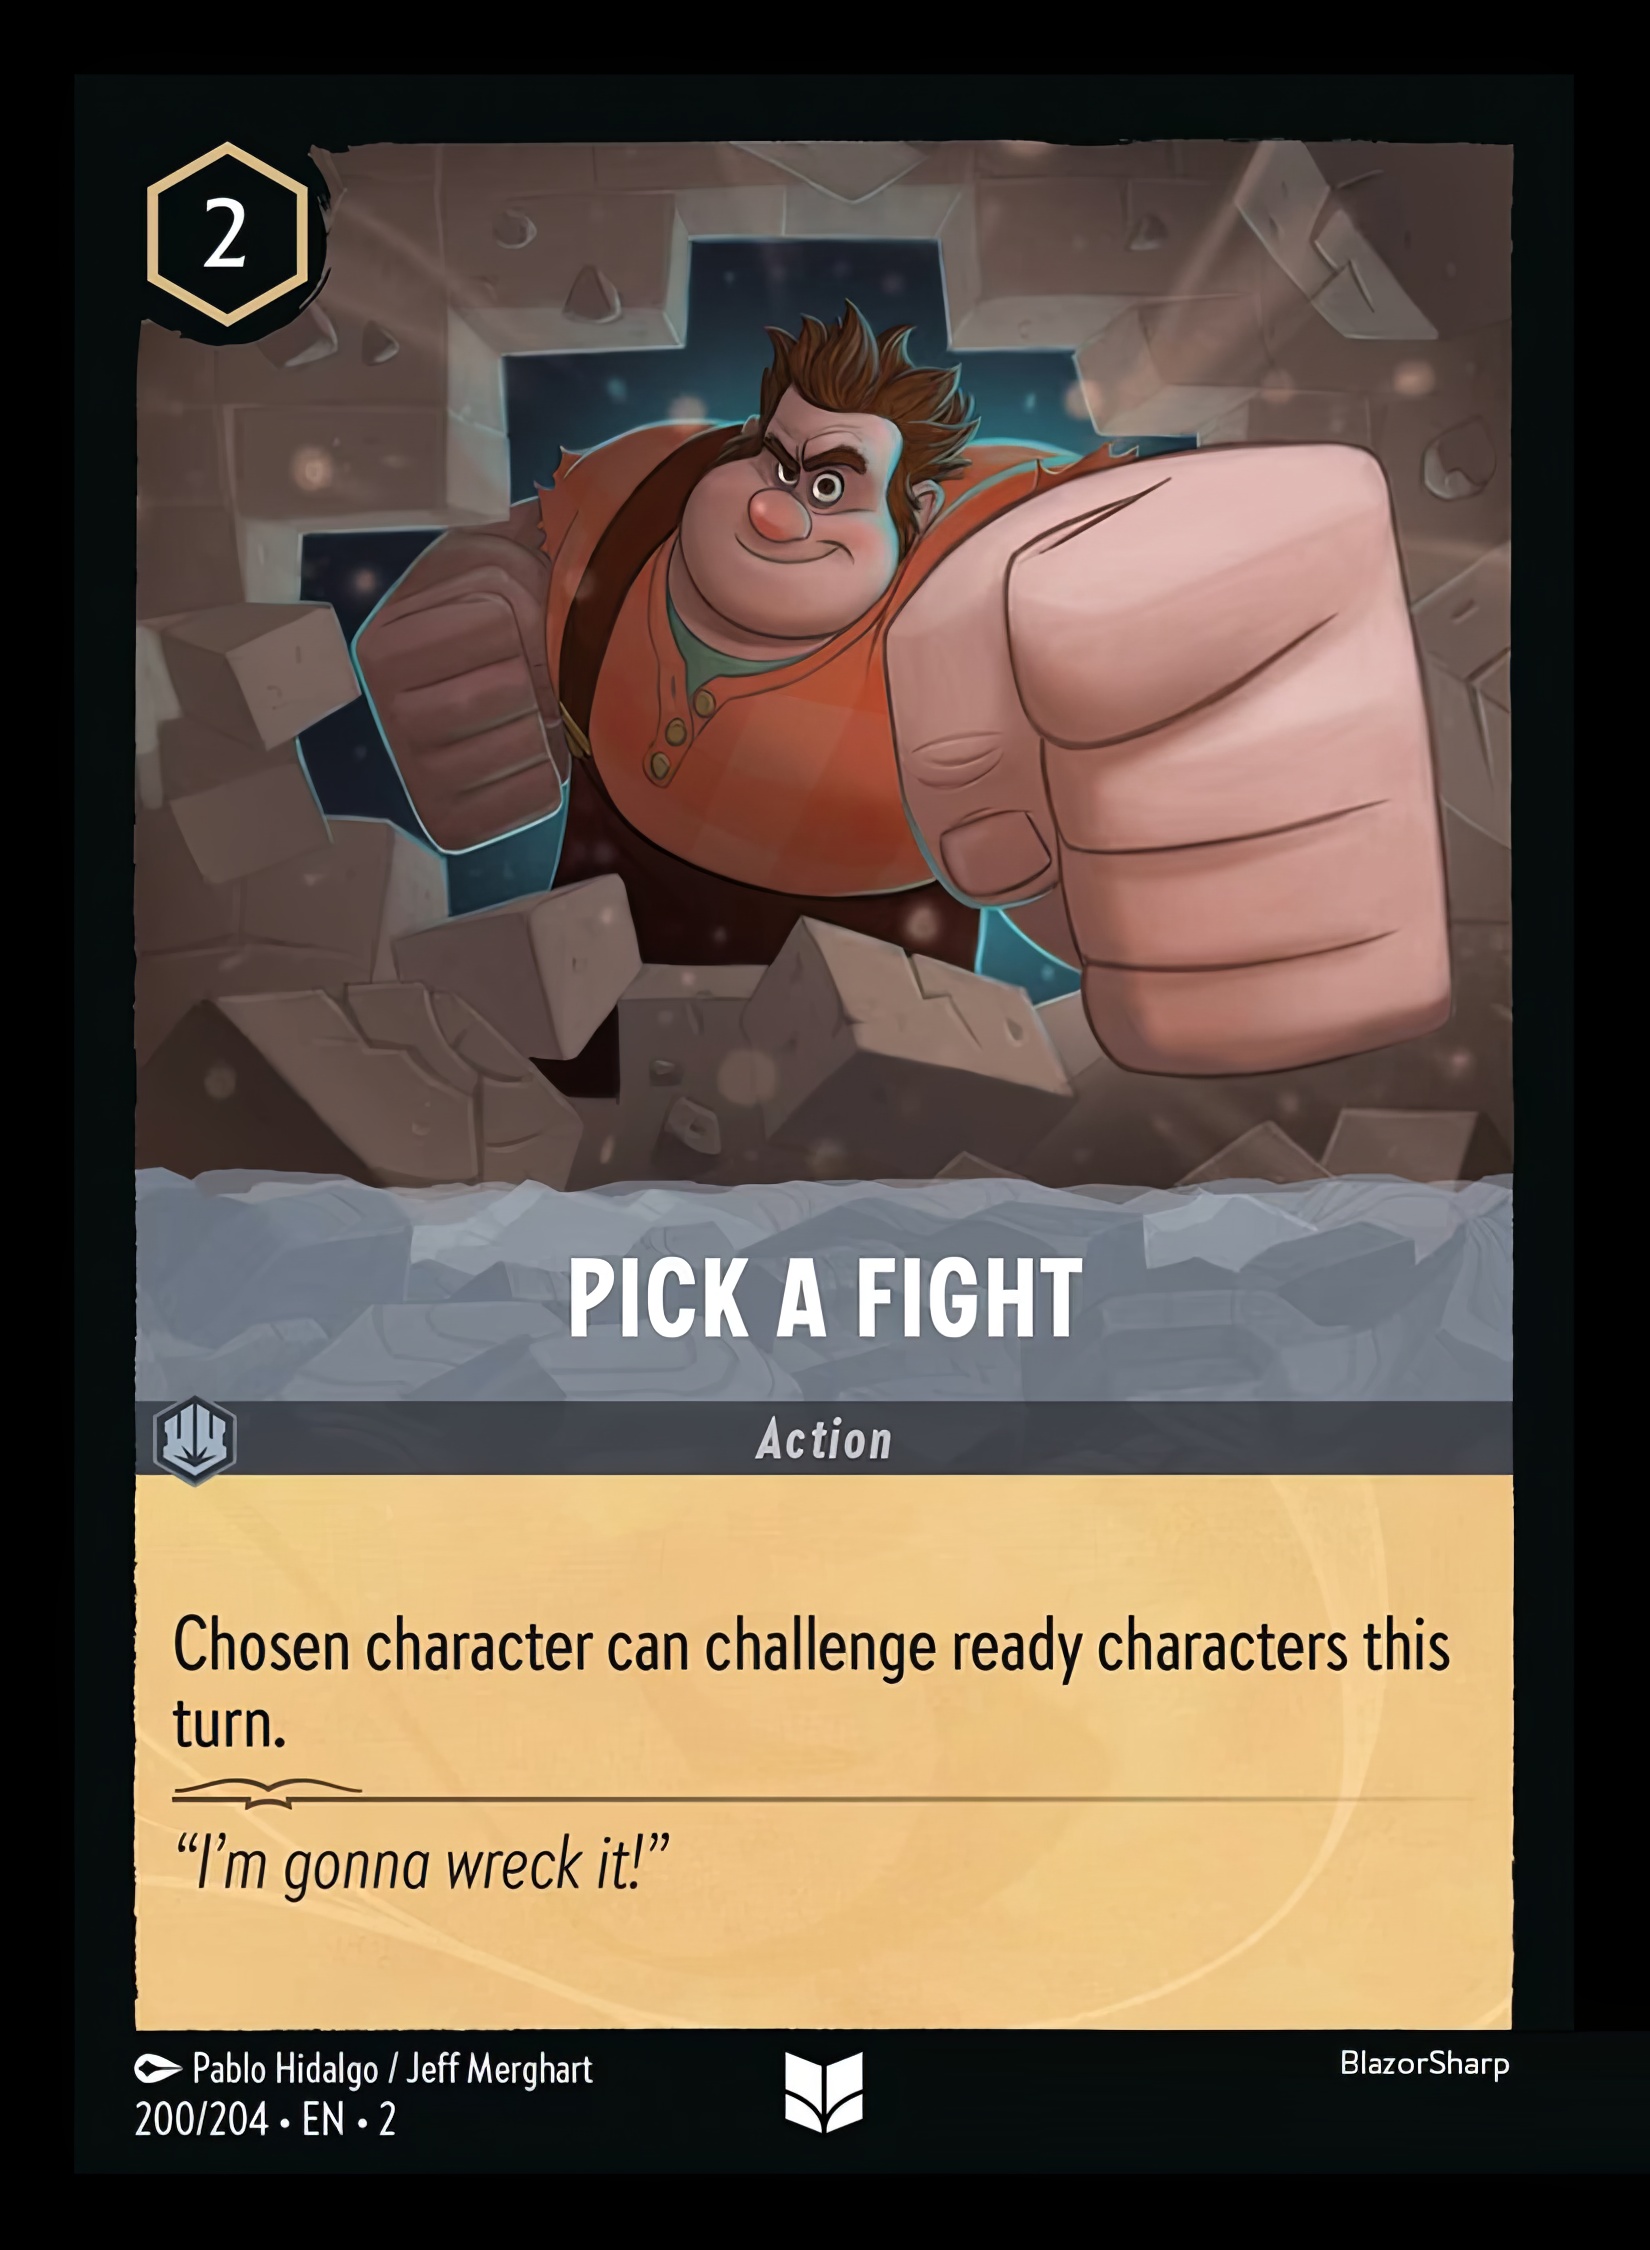 2
PICK A FIGHT
Action
Chosen character can challenge ready characters this
turn.
“I’m gonna wreck it!”
Pablo Hidalgo / Jeff Merghart
BlazorSharp
200/204 • EN • 2